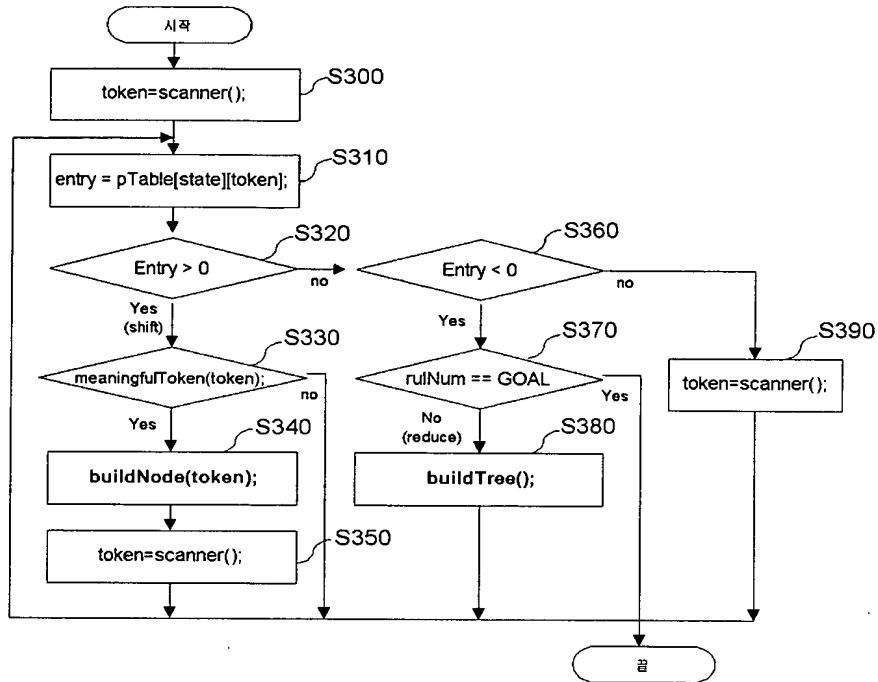 시작
S300
token=scanner();
S310
entry = pTable[state][token];
S320
Entry > 0
no
S360
Entry < 0
no
Yes
(shift)
S330
meaningfulToken(token);
no
Yes
S370
rulNum == GOAL
Yes
S390
token=scanner();
Yes
S340
buildNode(token);
No
(reduce)
S380
buildTree();
S350
token=scanner();
끝